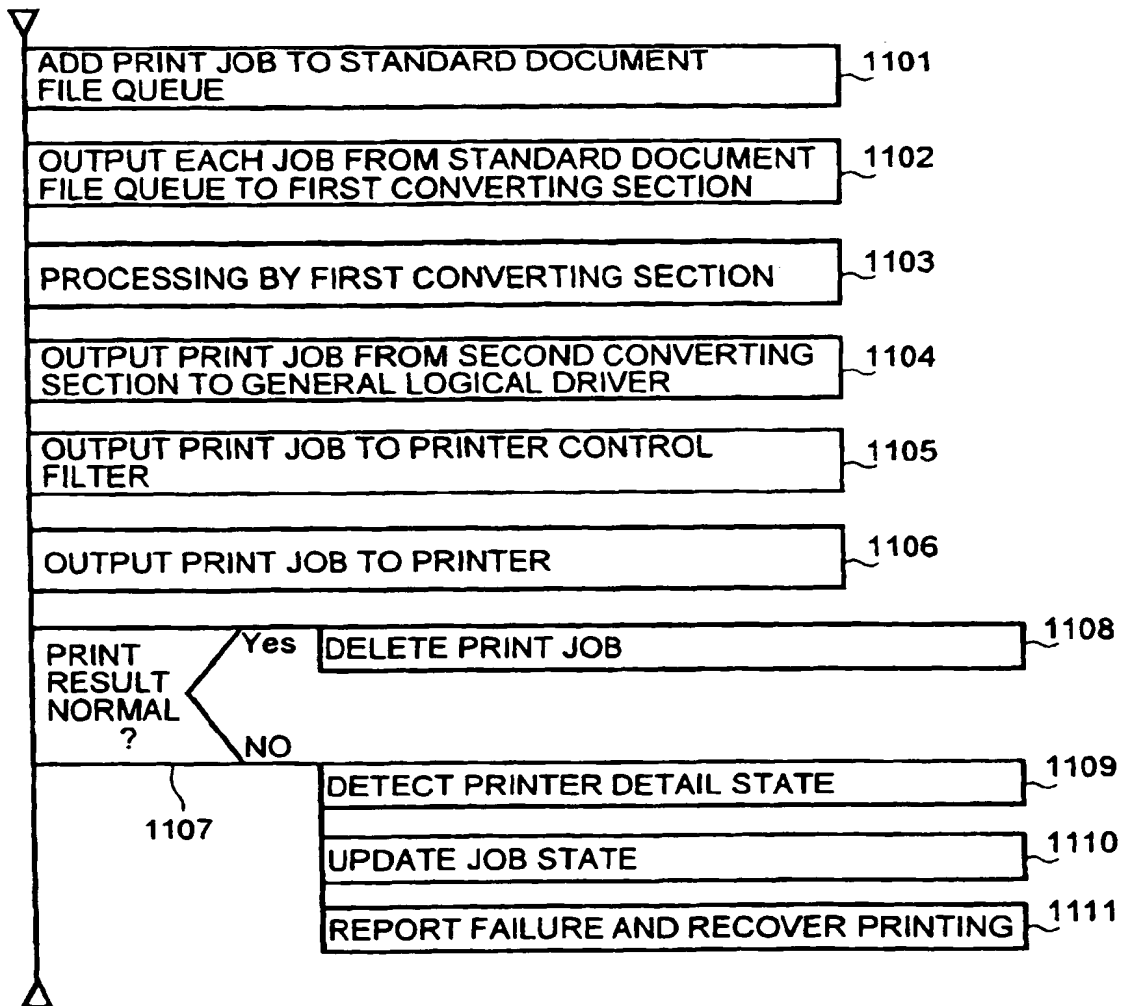 ADD PRINT JOB TO STANDARD DOCUMENT
FILE QUEUE
1101
OUTPUT EACH JOB FROM STANDARD DOCUMENT
FILE QUEUE TO FIRST CONVERTING SECTION
1102
PROCESSING BY FIRST CONVERTING SECTION
1103
OUTPUT PRINT JOB FROM SECOND CONVERTING
SECTION TO GENERAL LOGICAL DRIVER
1104
OUTPUT PRINT JOB TO PRINTER CONTROL
FILTER
1105
OUTPUT PRINT JOB TO PRINTER
1106
PRINT
RESULT
NORMAL
?
1107
Yes
DELETE PRINT JOB
1108
NO
DETECT PRINTER DETAIL STATE
1109
UPDATE JOB STATE
1110
REPORT FAILURE AND RECOVER PRINTING
1111